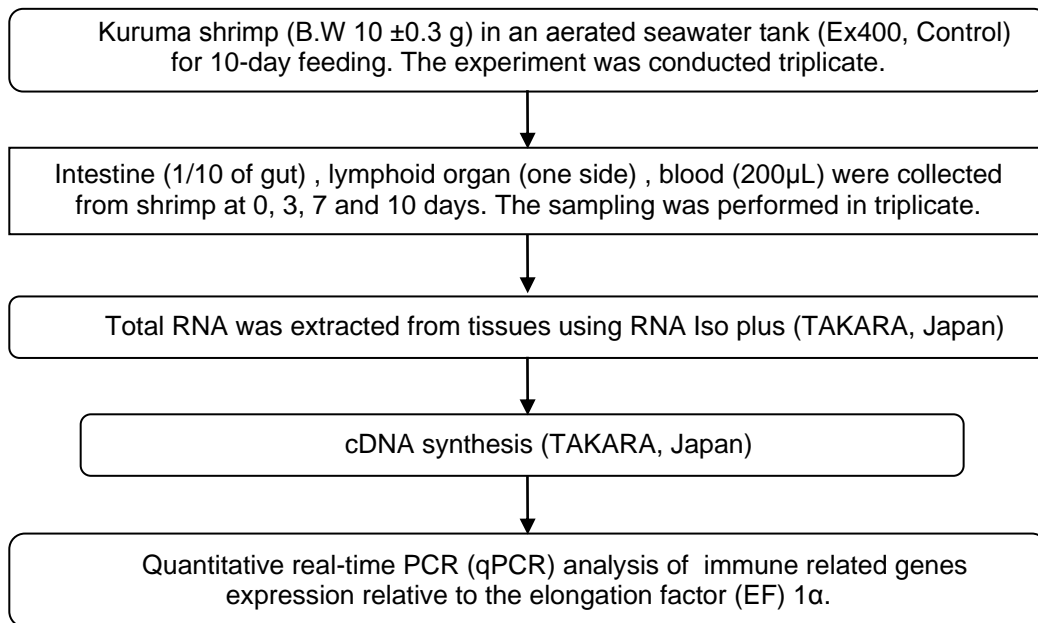 Kuruma shrimp (B.W 10 ±0.3 g) in an aerated seawater tank (Ex400, Control)
for 10-day feeding. The experiment was conducted triplicate.
Intestine (1/10 of gut) , lymphoid organ (one side) , blood (200µL) were collected
from shrimp at 0, 3, 7 and 10 days. The sampling was performed in triplicate.
Total RNA was extracted from tissues using RNA Iso plus (TAKARA, Japan)
cDNA synthesis (TAKARA, Japan)
Quantitative real-time PCR (qPCR) analysis of  immune related genes
expression relative to the elongation factor (EF) 1α.